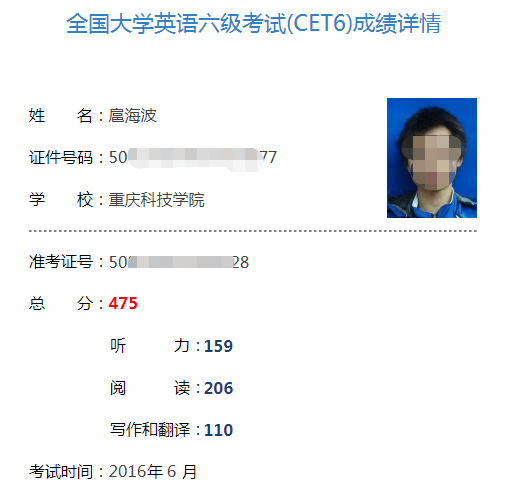 全国大学英语六级考试(CET6)成绩详情
姓 名：扈海波
证件号码：50 77
学 校：重庆科技学院
准考证号：50 28
总 分：475
听 力：159
阅 读：206
写作和翻译：110
考试时间：2016年 6 月